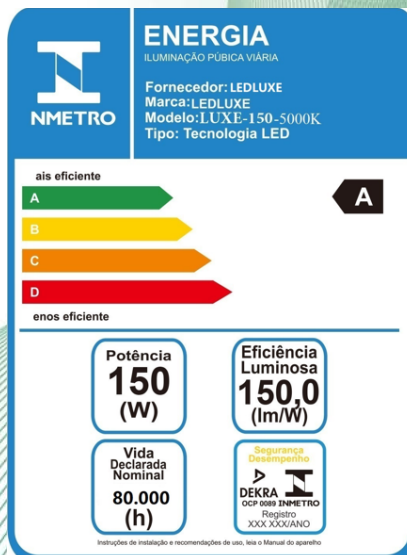 ENERGIA
ILUMINAÇÃO PÚBICA VIÁRIA
NMETRO
Fornecedor: LEDLUXE
Marca: LEDLUXE
Modelo: LUXE-150-5000K
Tipo: Tecnologia LED
ais eficiente
A
A
B
C
D
enos eficiente
Potência
150
(W)
Eficiência
Luminosa
150,0
(lm/W)
Vida
Declarada
Nominal
80.000
(h)
Segurança
Desempenho
DEKRA
OCP 0089 INMETRO
Registro
XXX XXX/ANO
Instruções de instalação e recomendações de uso, leia o Manual do aparelho